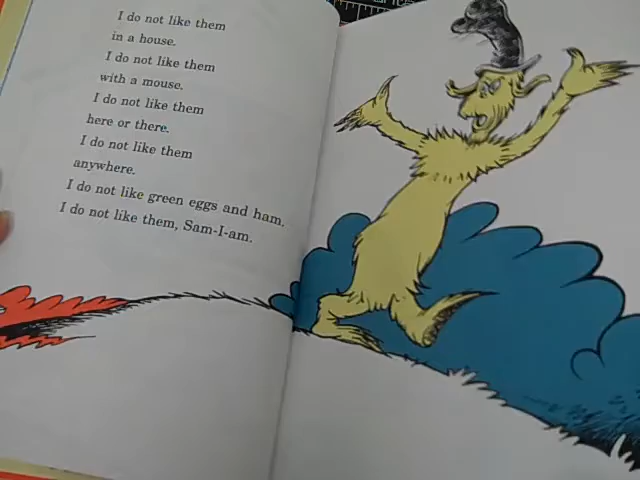 I do not like them
in a house.
I do not like them
with a mouse.
I do not like them
here or there.
I do not like them
anywhere.
I do not like green eggs and ham.
I do not like them, Sam-I-am.